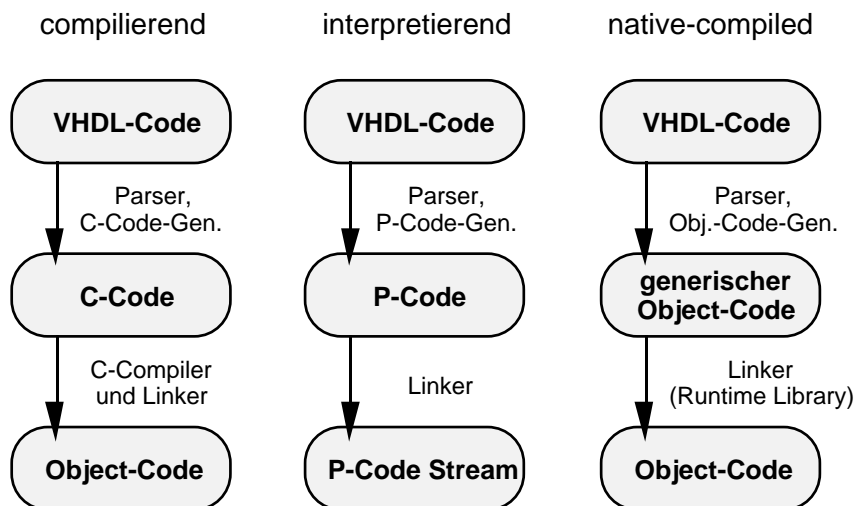 compilierend interpretierend native-compiled
VHDL-Code VHDL-Code VHDL-Code
Parser, Parser, Parser,
C-Code-Gen. P-Code-Gen. Obj.-Code-Gen.
C-Code P-Code generischer
Object-Code
C-Compiler Linker Linker
und Linker (Runtime Library)
Object-Code P-Code Stream Object-Code